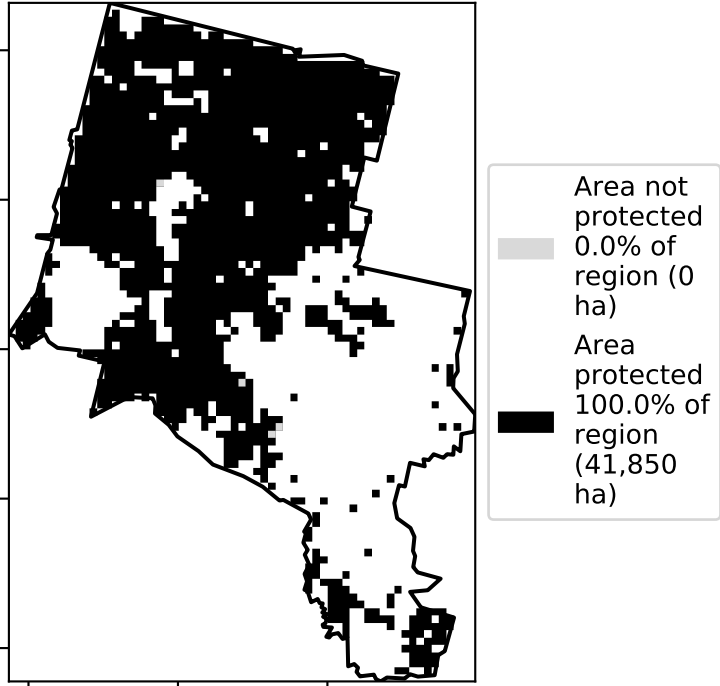 Area not
protected
0.0% of
region (0
ha)
Area
protected
100.0% of
region
(41,850
ha)